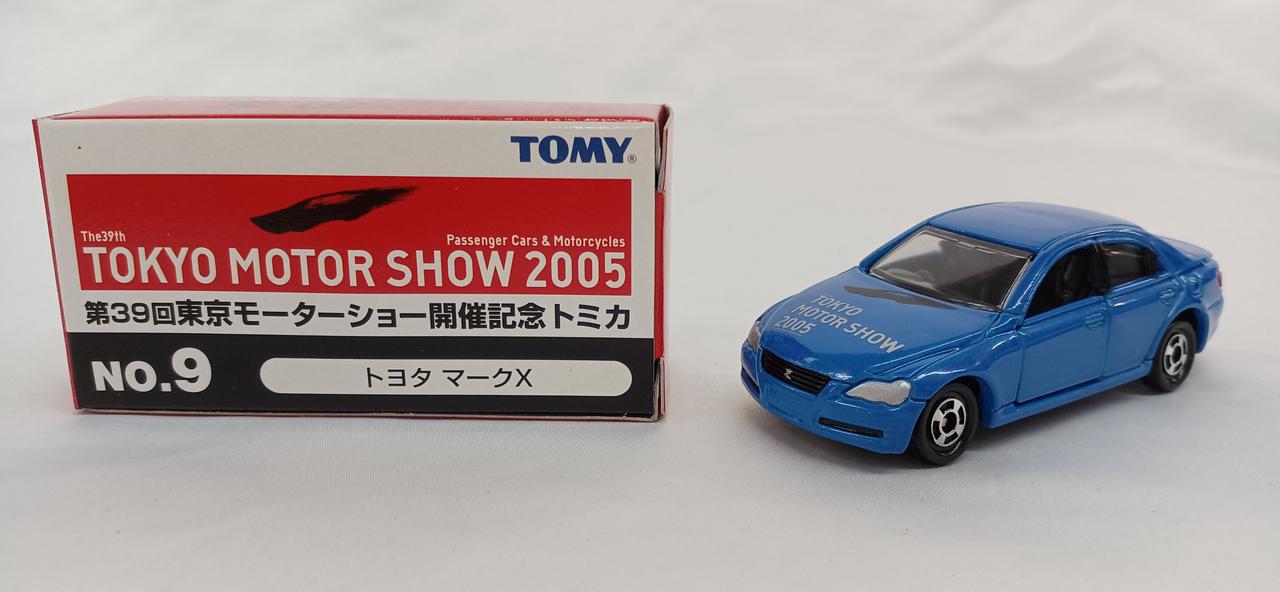 TOMY®
The39th
Passenger Cars & Motorcycles
TOKYO MOTOR SHOW 2005
第39回東京モーターショー開催記念トミカ
NO.9
トヨタ マークX
TOKYO
MOTOR SHOW
2005